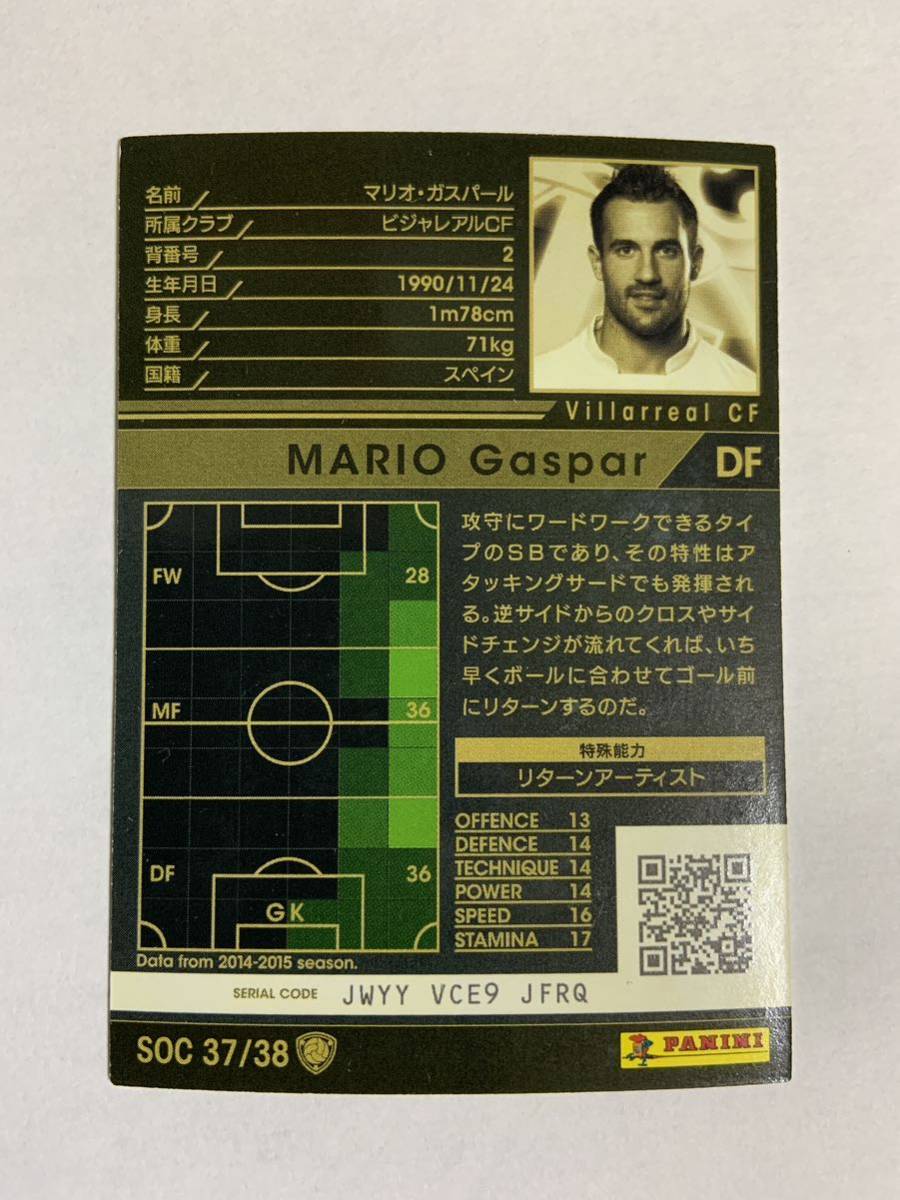 名前 マリオ・ガスパール
所属クラブ ビジャレアルCF
背番号 2
生年月日 1990/11/24
身長 1m78cm
体重 71kg
国籍 スペイン
Villarreal CF
MARIO Gaspar DF
FW 28
MF 36
DF 36
GK
Data from 2014-2015 season.
攻守にワードワークできるタイ
プのSBであり、その特性はア
タッキングサードでも発揮され
る。逆サイドからのクロスやサイ
ドチェンジが流れてくれば、いち
早くボールに合わせてゴール前
にリターンするのだ。
特殊能力
リターンアーティスト
OFFENCE 13
DEFENCE 14
TECHNIQUE 14
POWER 14
SPEED 16
STAMINA 17
SERIAL CODE JWYY VCE9 JFRQ
SOC 37/38
PANINI